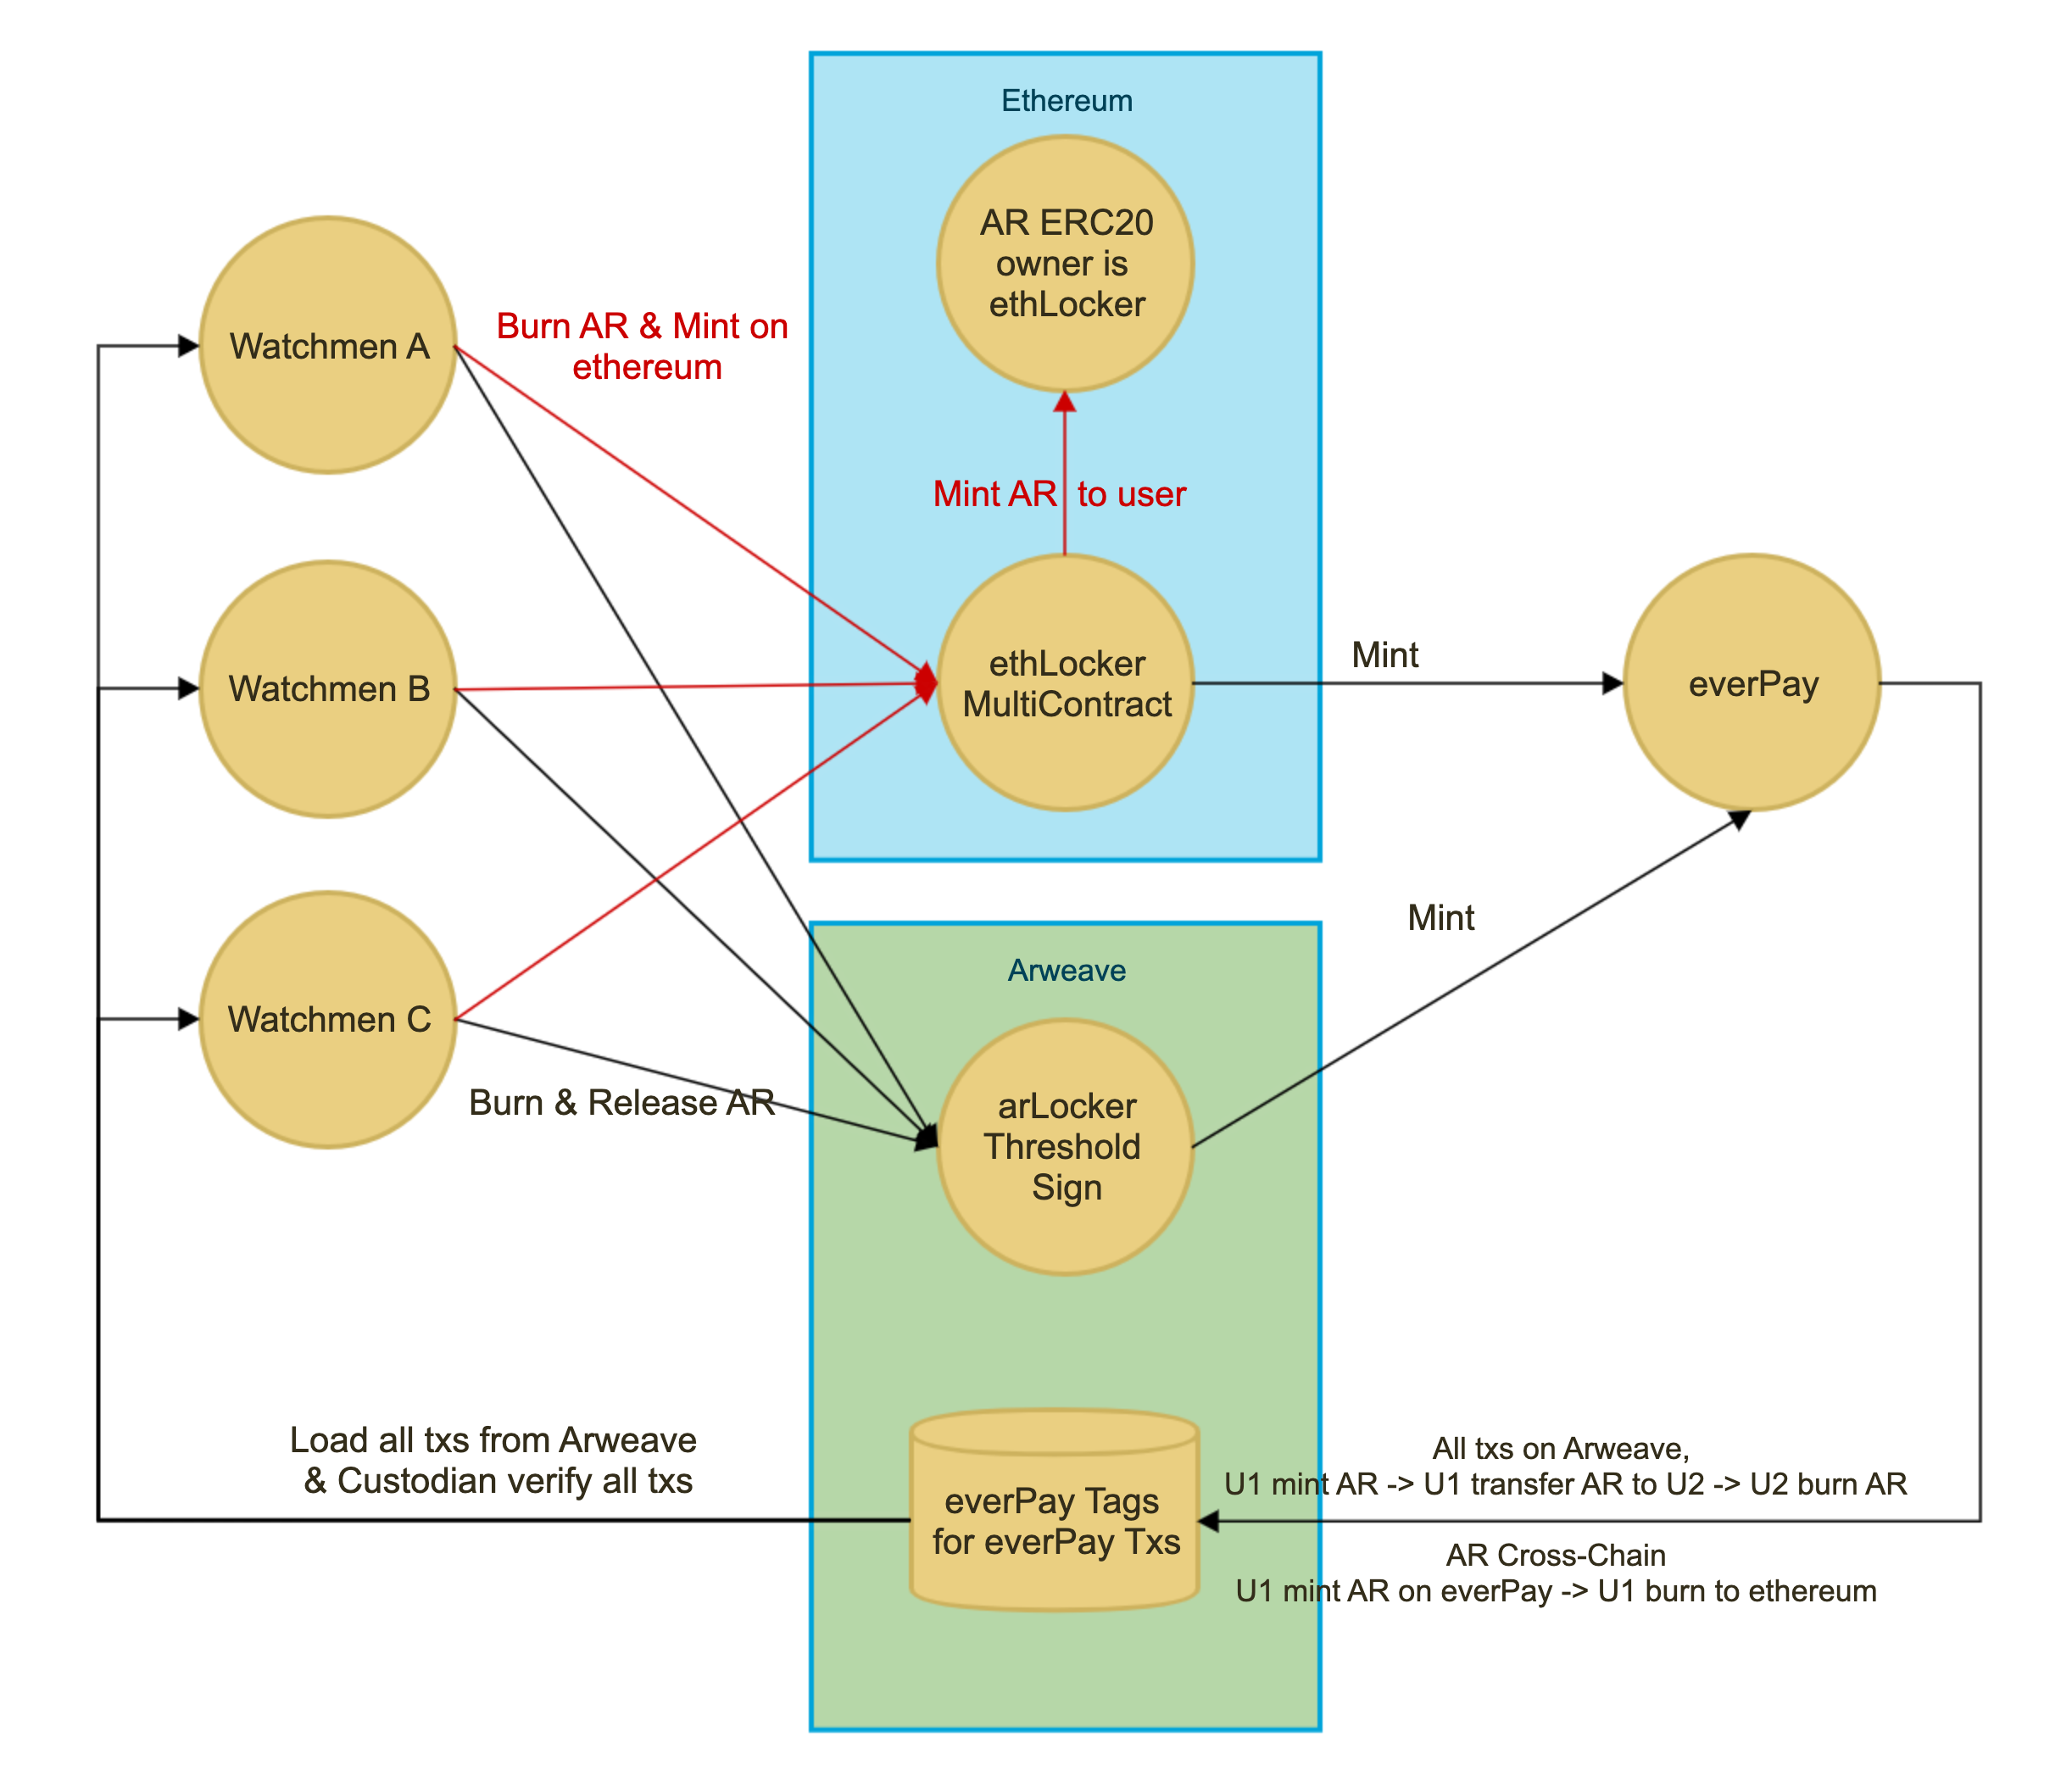 Ethereum
AR ERC20
owner is
ethLocker
Watchmen A
Burn AR & Mint on
ethereum
Mint AR to user
Watchmen B
ethLocker
MultiContract
Mint
everPay
Mint
Watchmen C
Arweave
Burn & Release AR
arLocker
Threshold
Sign
Load all txs from Arweave
& Custodian verify all txs
everPay Tags
for everPay Txs
All txs on Arweave,
U1 mint AR -> U1 transfer AR to U2 -> U2 burn AR
AR Cross-Chain
U1 mint AR on everPay -> U1 burn to ethereum